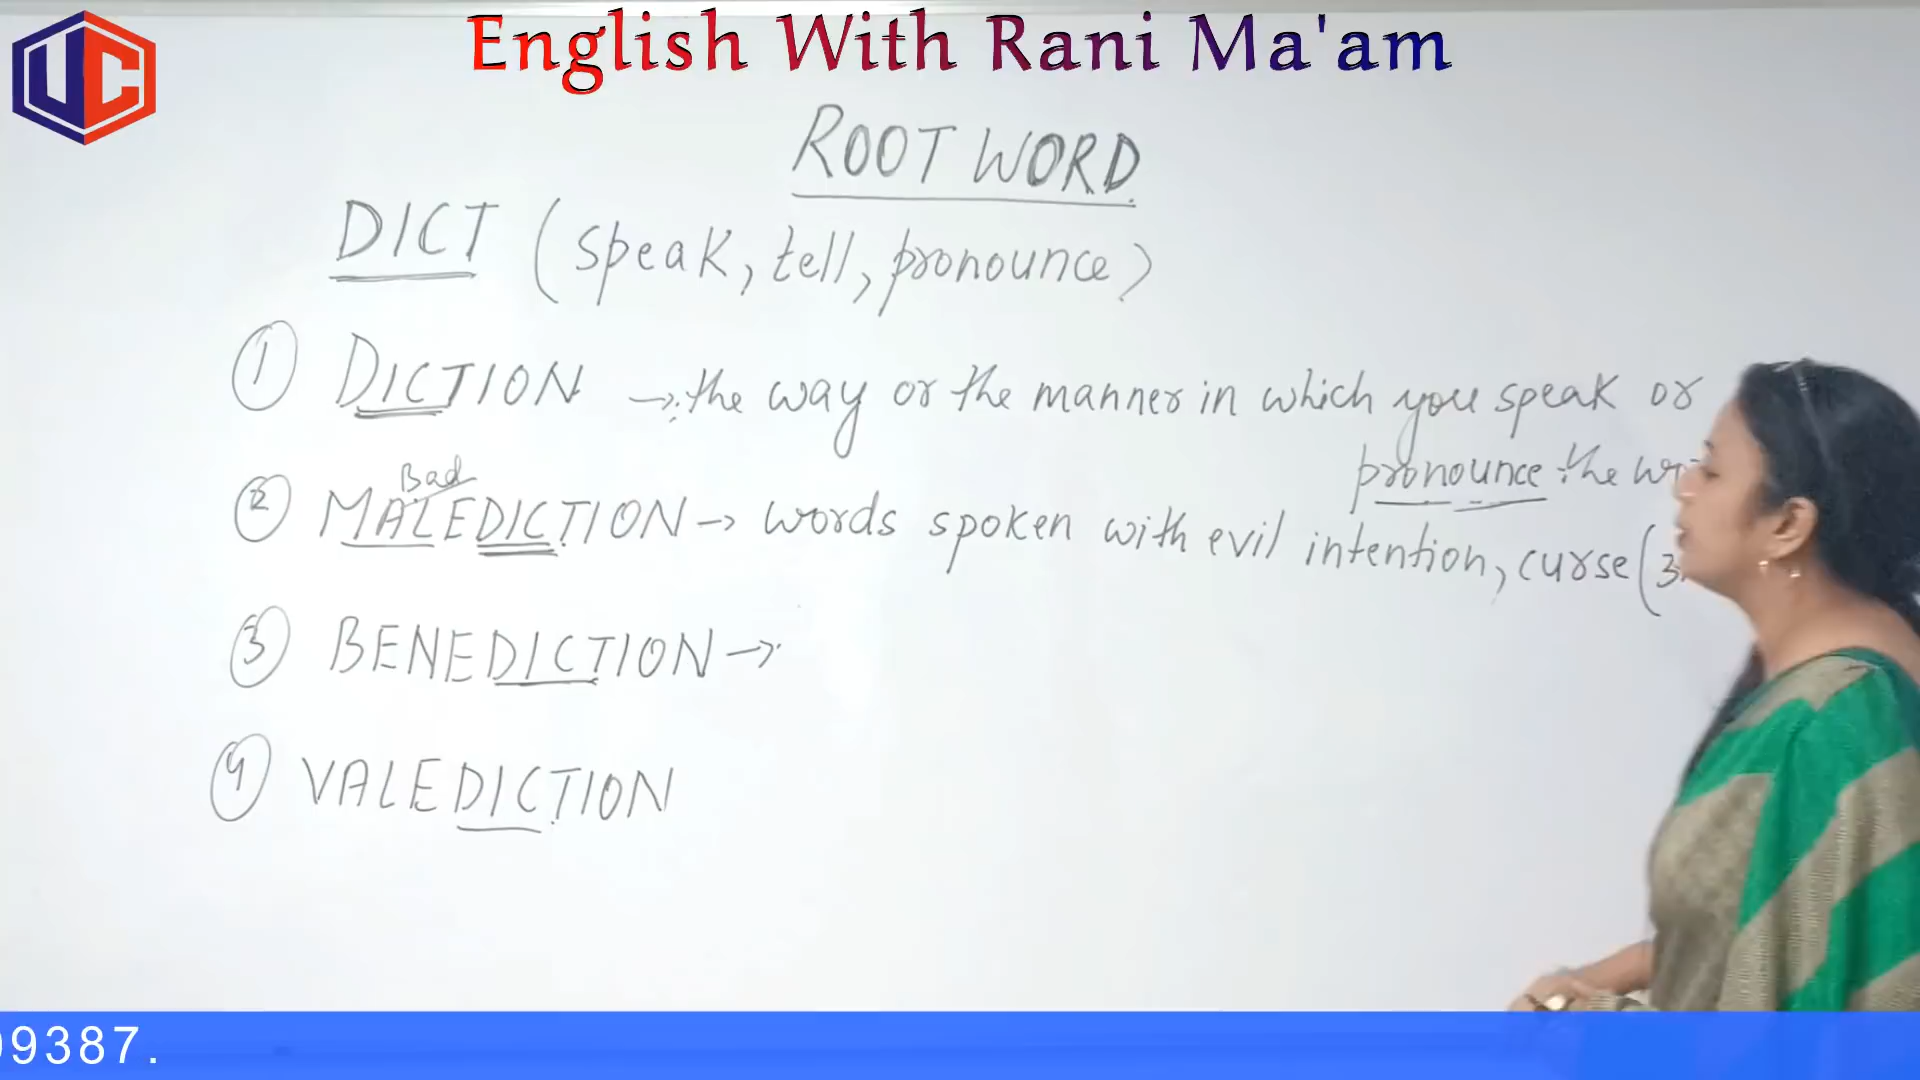 UC
English With Rani Ma'am
ROOT WORD
DICT (speak, tell, pronounce)
① DICTION → the way or the manner in which you speak or
pronounce the
Bad
② MALEDICTION → words spoken with evil intention, curse (
③ BENEDICTION →
④ VALEDICTION
9387.